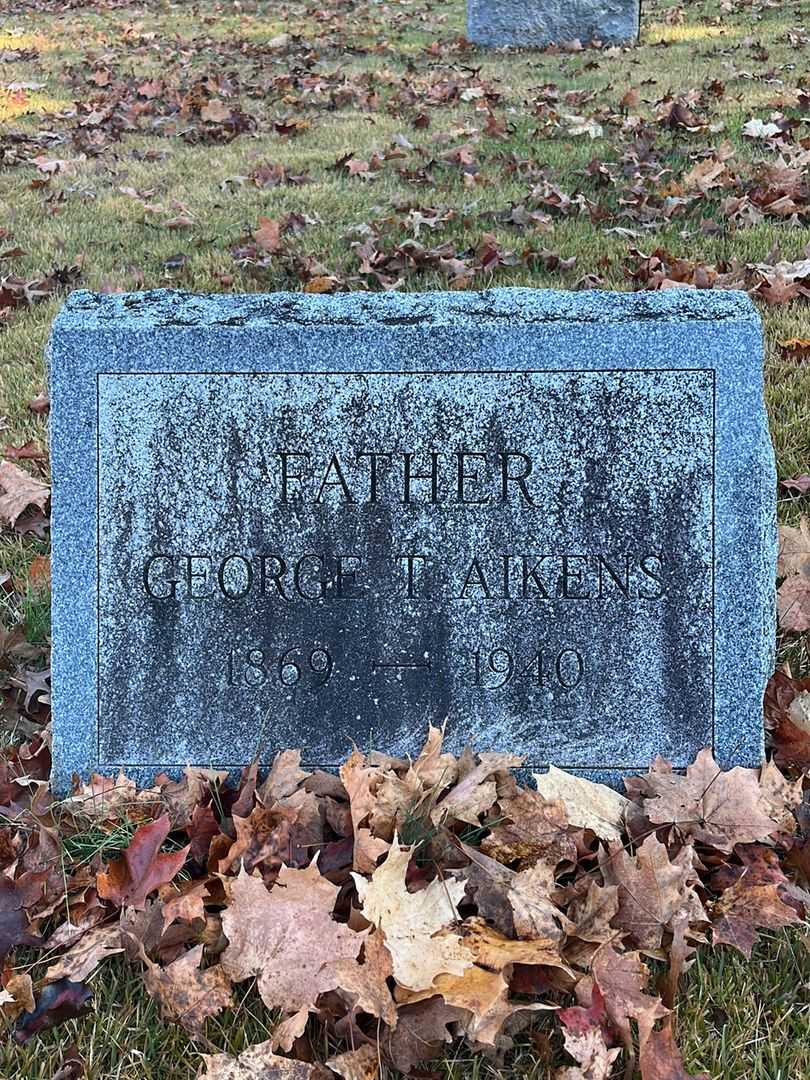 FATHER
GEORGE T. AIKENS
1869 — 1940